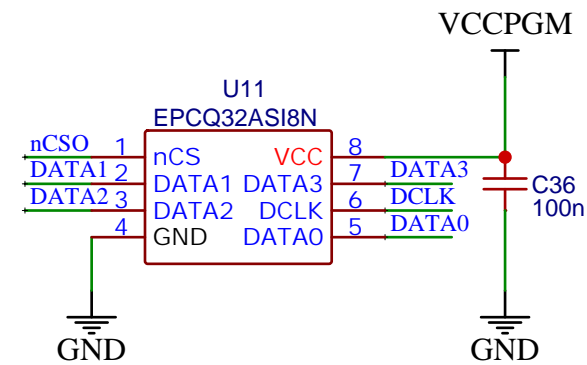 VCCPGM
U11
EPCQ32ASI8N
nCSO 1 nCS VCC 8
DATA1 2 DATA1 DATA3 7 DATA3
DATA2 3 DATA2 DCLK 6 DCLK
4 GND DATA0 5 DATA0
C36
100n
GND GND